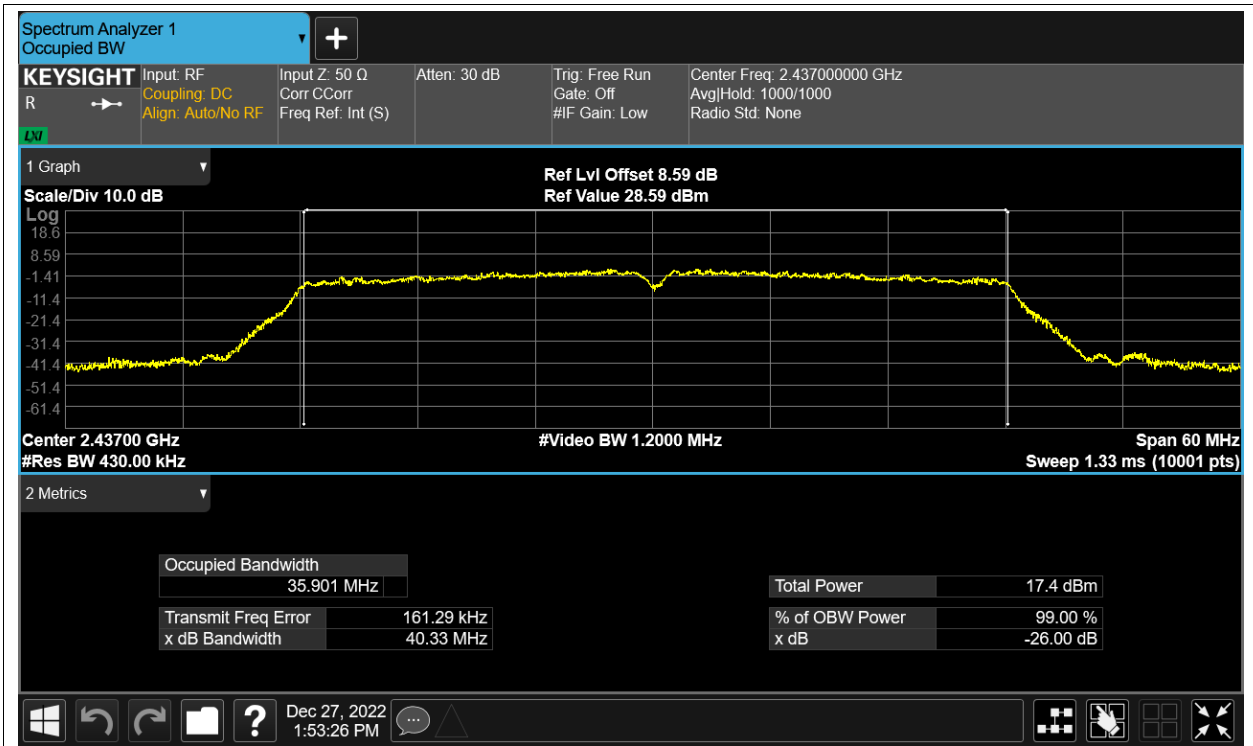 Spectrum Analyzer 1
Occupied BW
KEYSIGHT
R
LXI
Input: RF
Coupling: DC
Align: Auto/No RF
Input Z: 50 Ω
Corr CCorr
Freq Ref: Int (S)
Atten: 30 dB
Trig: Free Run
Gate: Off
#IF Gain: Low
Center Freq: 2.437000000 GHz
Avg|Hold: 1000/1000
Radio Std: None
1 Graph
Scale/Div 10.0 dB
Ref Lvl Offset 8.59 dB
Ref Value 28.59 dBm
Log
18.6
8.59
-1.41
-11.4
-21.4
-31.4
-41.4
-51.4
-61.4
Center 2.43700 GHz
#Video BW 1.2000 MHz
Span 60 MHz
#Res BW 430.00 kHz
Sweep 1.33 ms (10001 pts)
2 Metrics
Occupied Bandwidth
35.901 MHz
Total Power 17.4 dBm
Transmit Freq Error 161.29 kHz
% of OBW Power 99.00 %
x dB Bandwidth 40.33 MHz
x dB -26.00 dB
?
Dec 27, 2022
1:53:26 PM